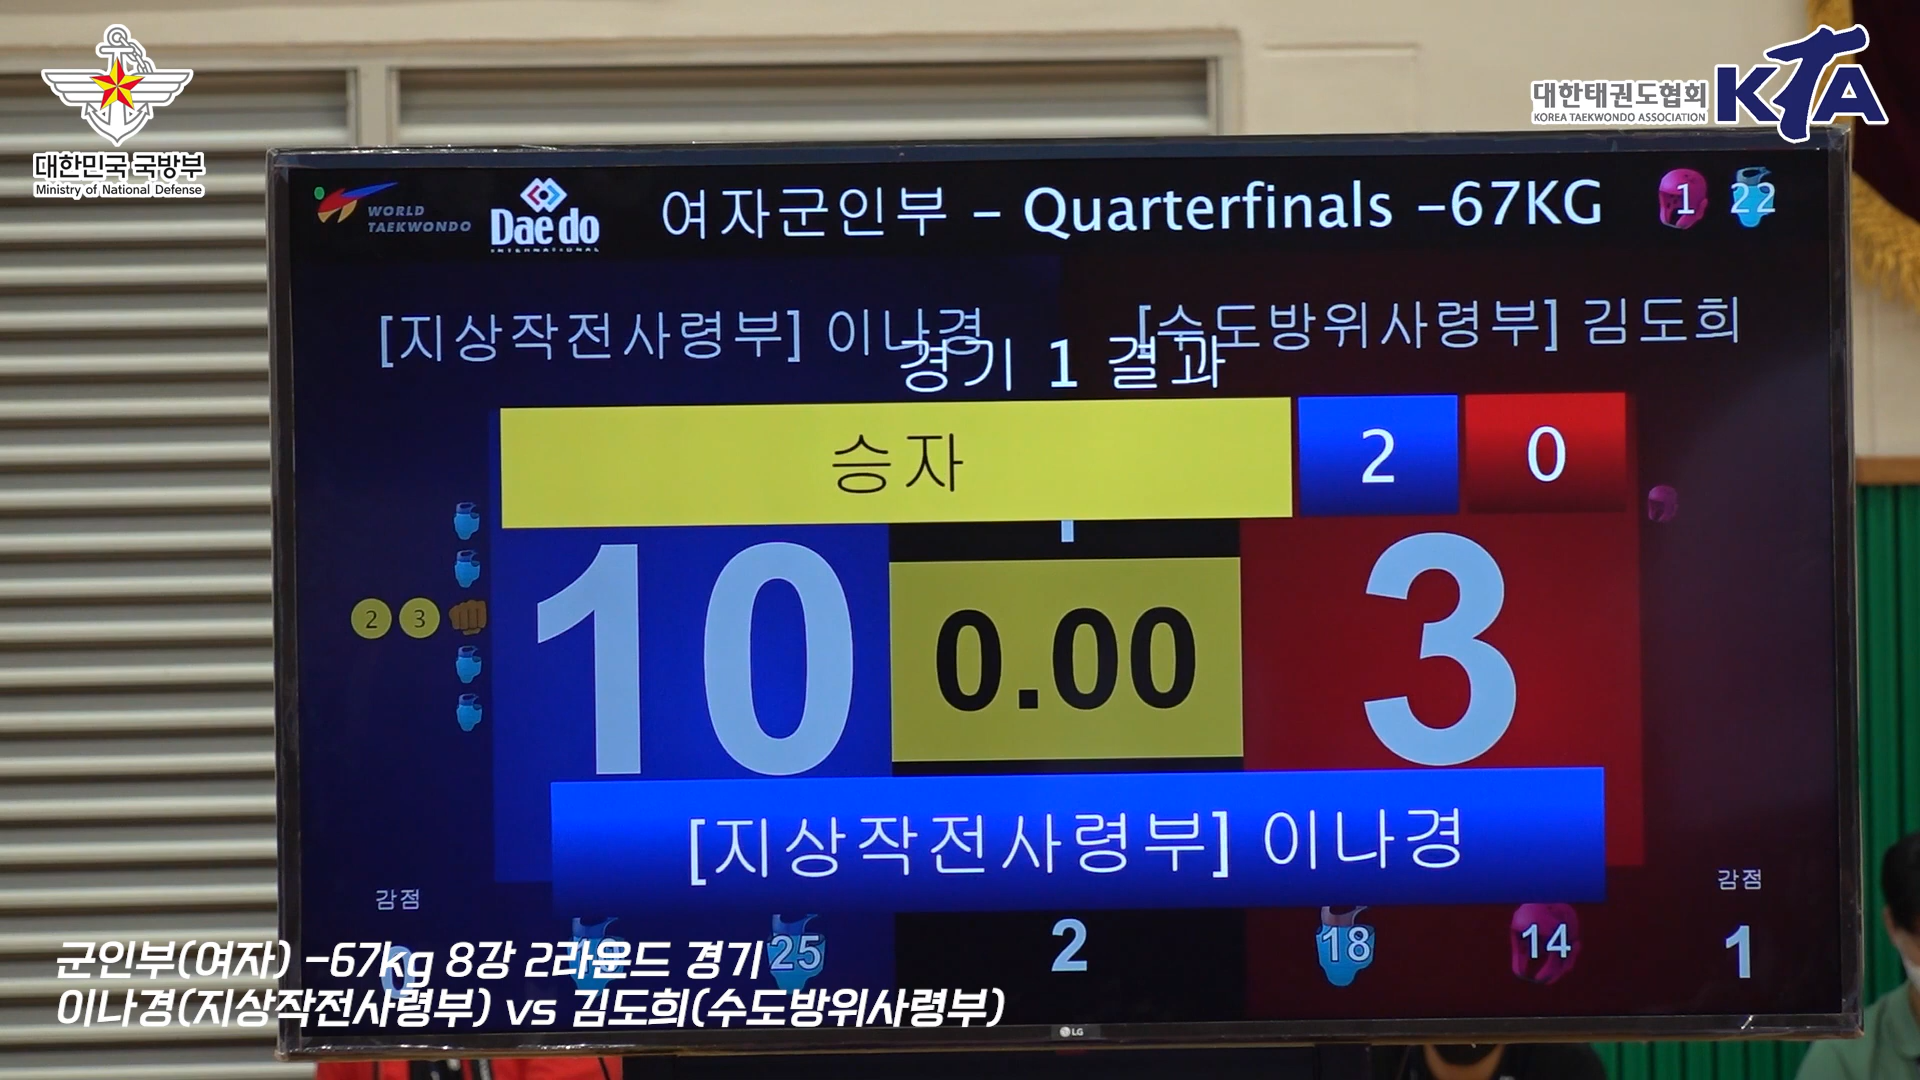 대한민국 국방부
Ministry of National Defense
대한태권도협회
KOREA TAEKWONDO ASSOCIATION
KTA
WORLD
TAEKWONDO
Daedo
INTERNATIONAL
여자군인부 - Quarterfinals -67KG
1 22
[지상작전사령부] 이나경
[수도방위사령부] 김도희
경기 1 결과
승자 2 0
2 3
10 0.00 3
[지상작전사령부] 이나경
감점
감점
25 2 18 14 1
군인부(여자) -67kg 8강 2라운드 경기
이나경(지상작전사령부) vs 김도희(수도방위사령부)
LG